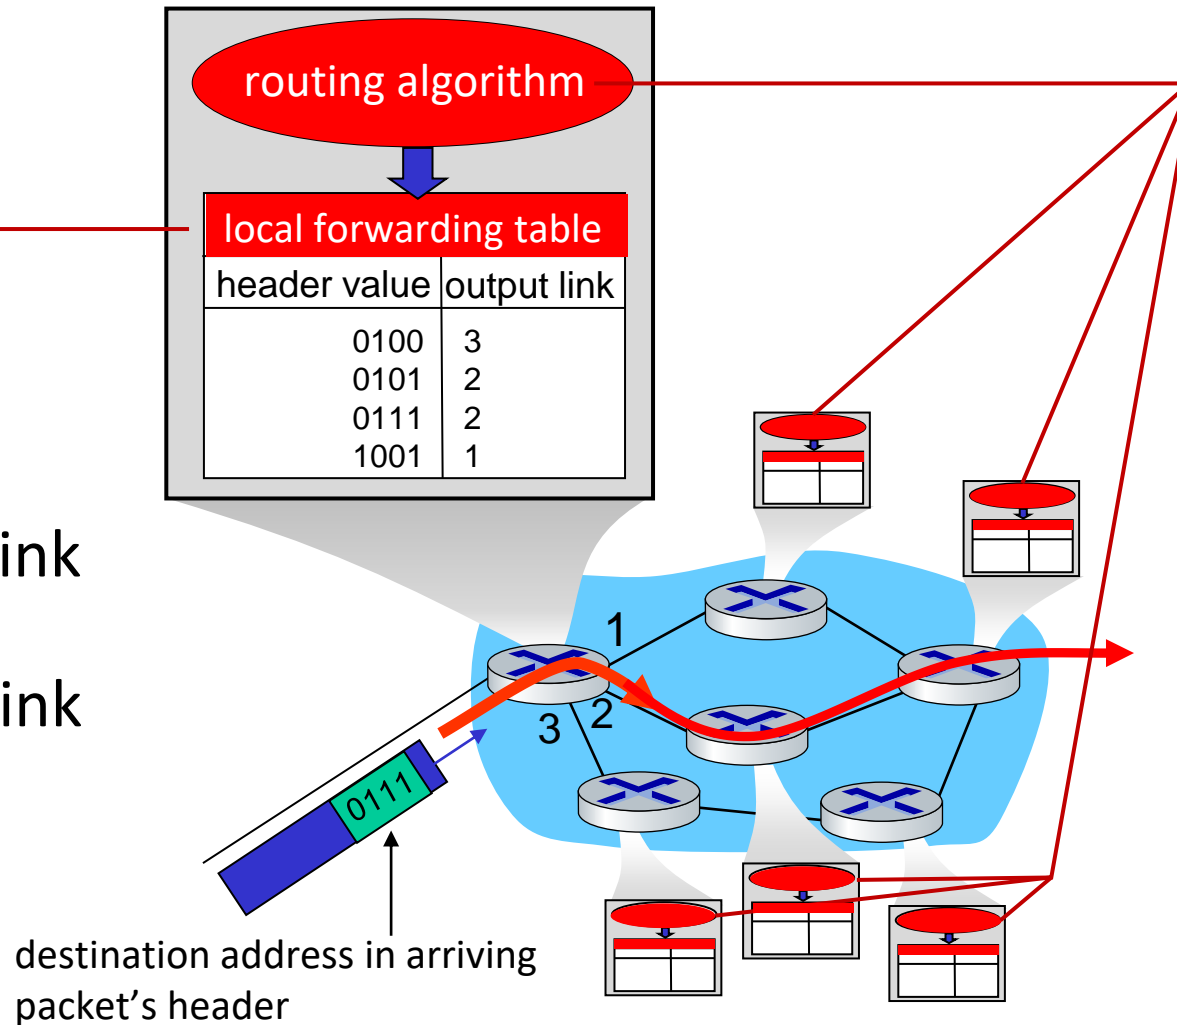 routing algorithm
local forwarding table
header value output link
0100 3
0101 2
0111 2
1001 1
ink
ink
1
2
3
0111
destination address in arriving
packet’s header